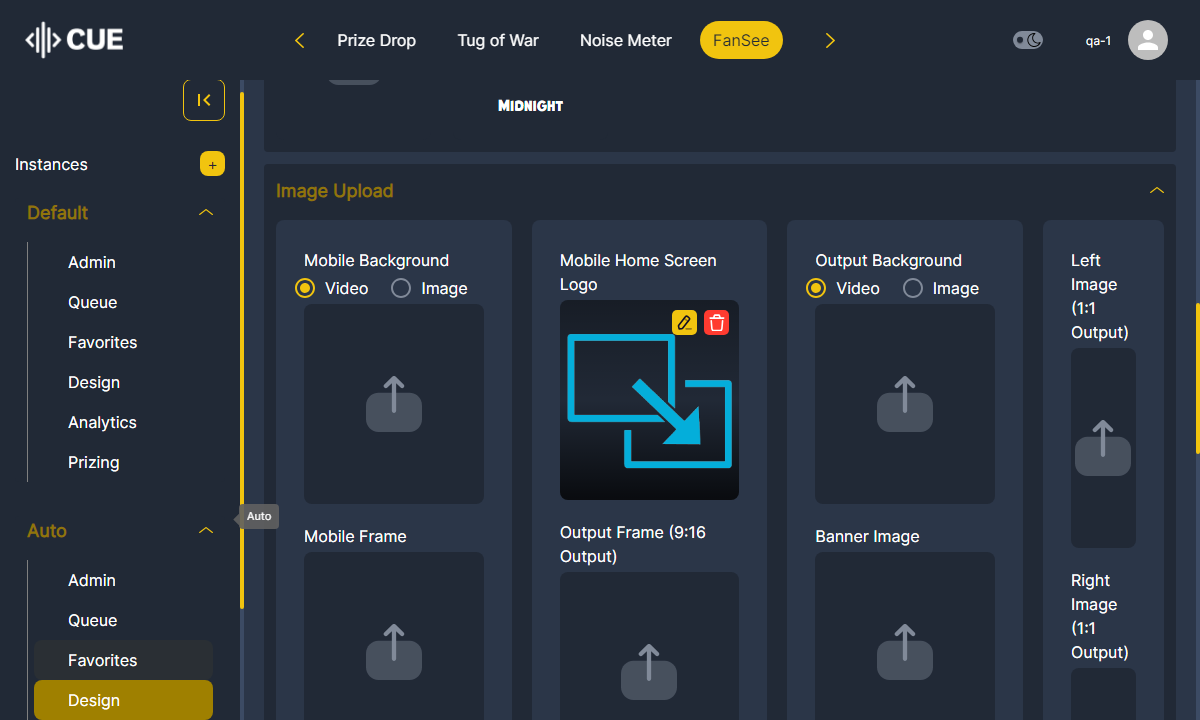 CUE
Prize Drop
Tug of War
Noise Meter
FanSee
qa-1
MIDNIGHT
Instances
+
Default
Admin
Queue
Favorites
Design
Analytics
Prizing
Auto
Auto
Admin
Queue
Favorites
Design
Image Upload
Mobile Background
Video
Image
Mobile Frame
Mobile Home Screen
Logo
Output Frame (9:16
Output)
Output Background
Video
Image
Banner Image
Left
Image
(1:1
Output)
Right
Image
(1:1
Output)